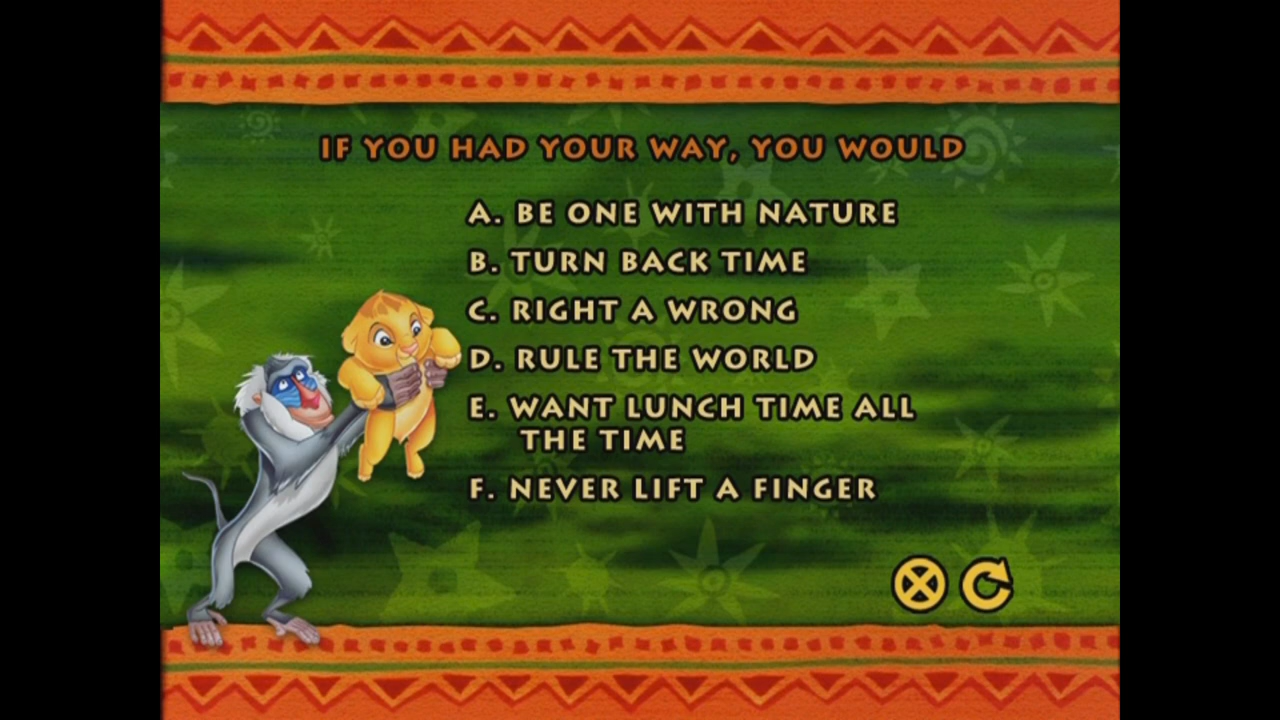 IF YOU HAD YOUR WAY, YOU WOULD
A. BE ONE WITH NATURE
B. TURN BACK TIME
C. RIGHT A WRONG
D. RULE THE WORLD
E. WANT LUNCH TIME ALL
THE TIME
F. NEVER LIFT A FINGER